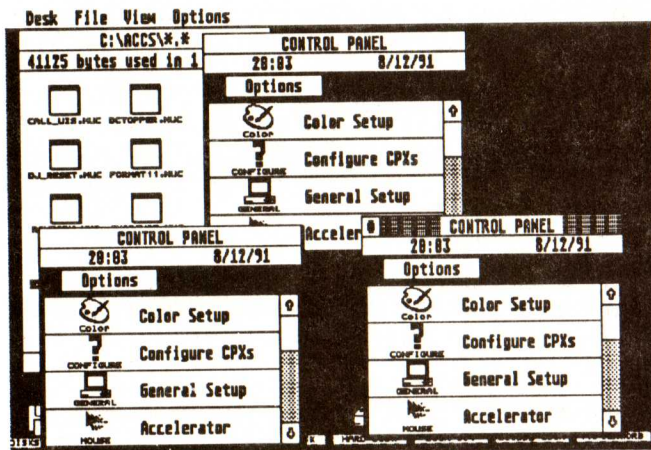 Desk File View Options
C:\ACCS\*.*
41125 bytes used in 1
CALL_VIS.MUC
DJ_RESET.MUC FORMAT11.MUC
CONTROL PANEL
20:03 8/12/91
Options
Color Color Setup
CONFIGURE Configure CPXs
GENERAL General Setup
Acceler
CONTROL PANEL
20:03 8/12/91
Options
Color Color Setup
CONFIGURE Configure CPXs
GENERAL General Setup
MOUSE Accelerator
CONTROL PANEL
20:03 8/12/91
Options
Color Color Setup
CONFIGURE Configure CPXs
GENERAL General Setup
MOUSE Accelerator